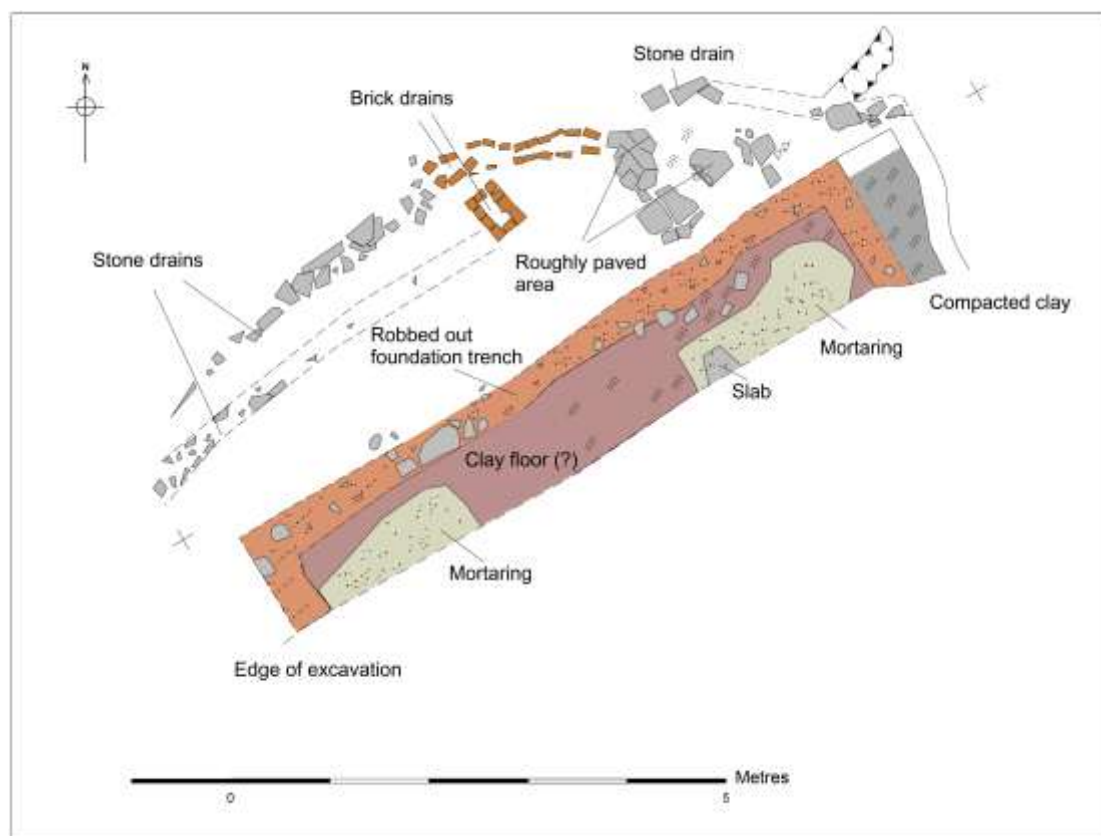 Stone drain
N
Brick drains
Stone drains
Roughly paved
area
Compacted clay
Robbed out
foundation trench
Mortaring
Slab
Clay floor (?)
Mortaring
Edge of excavation
Metres
0
5